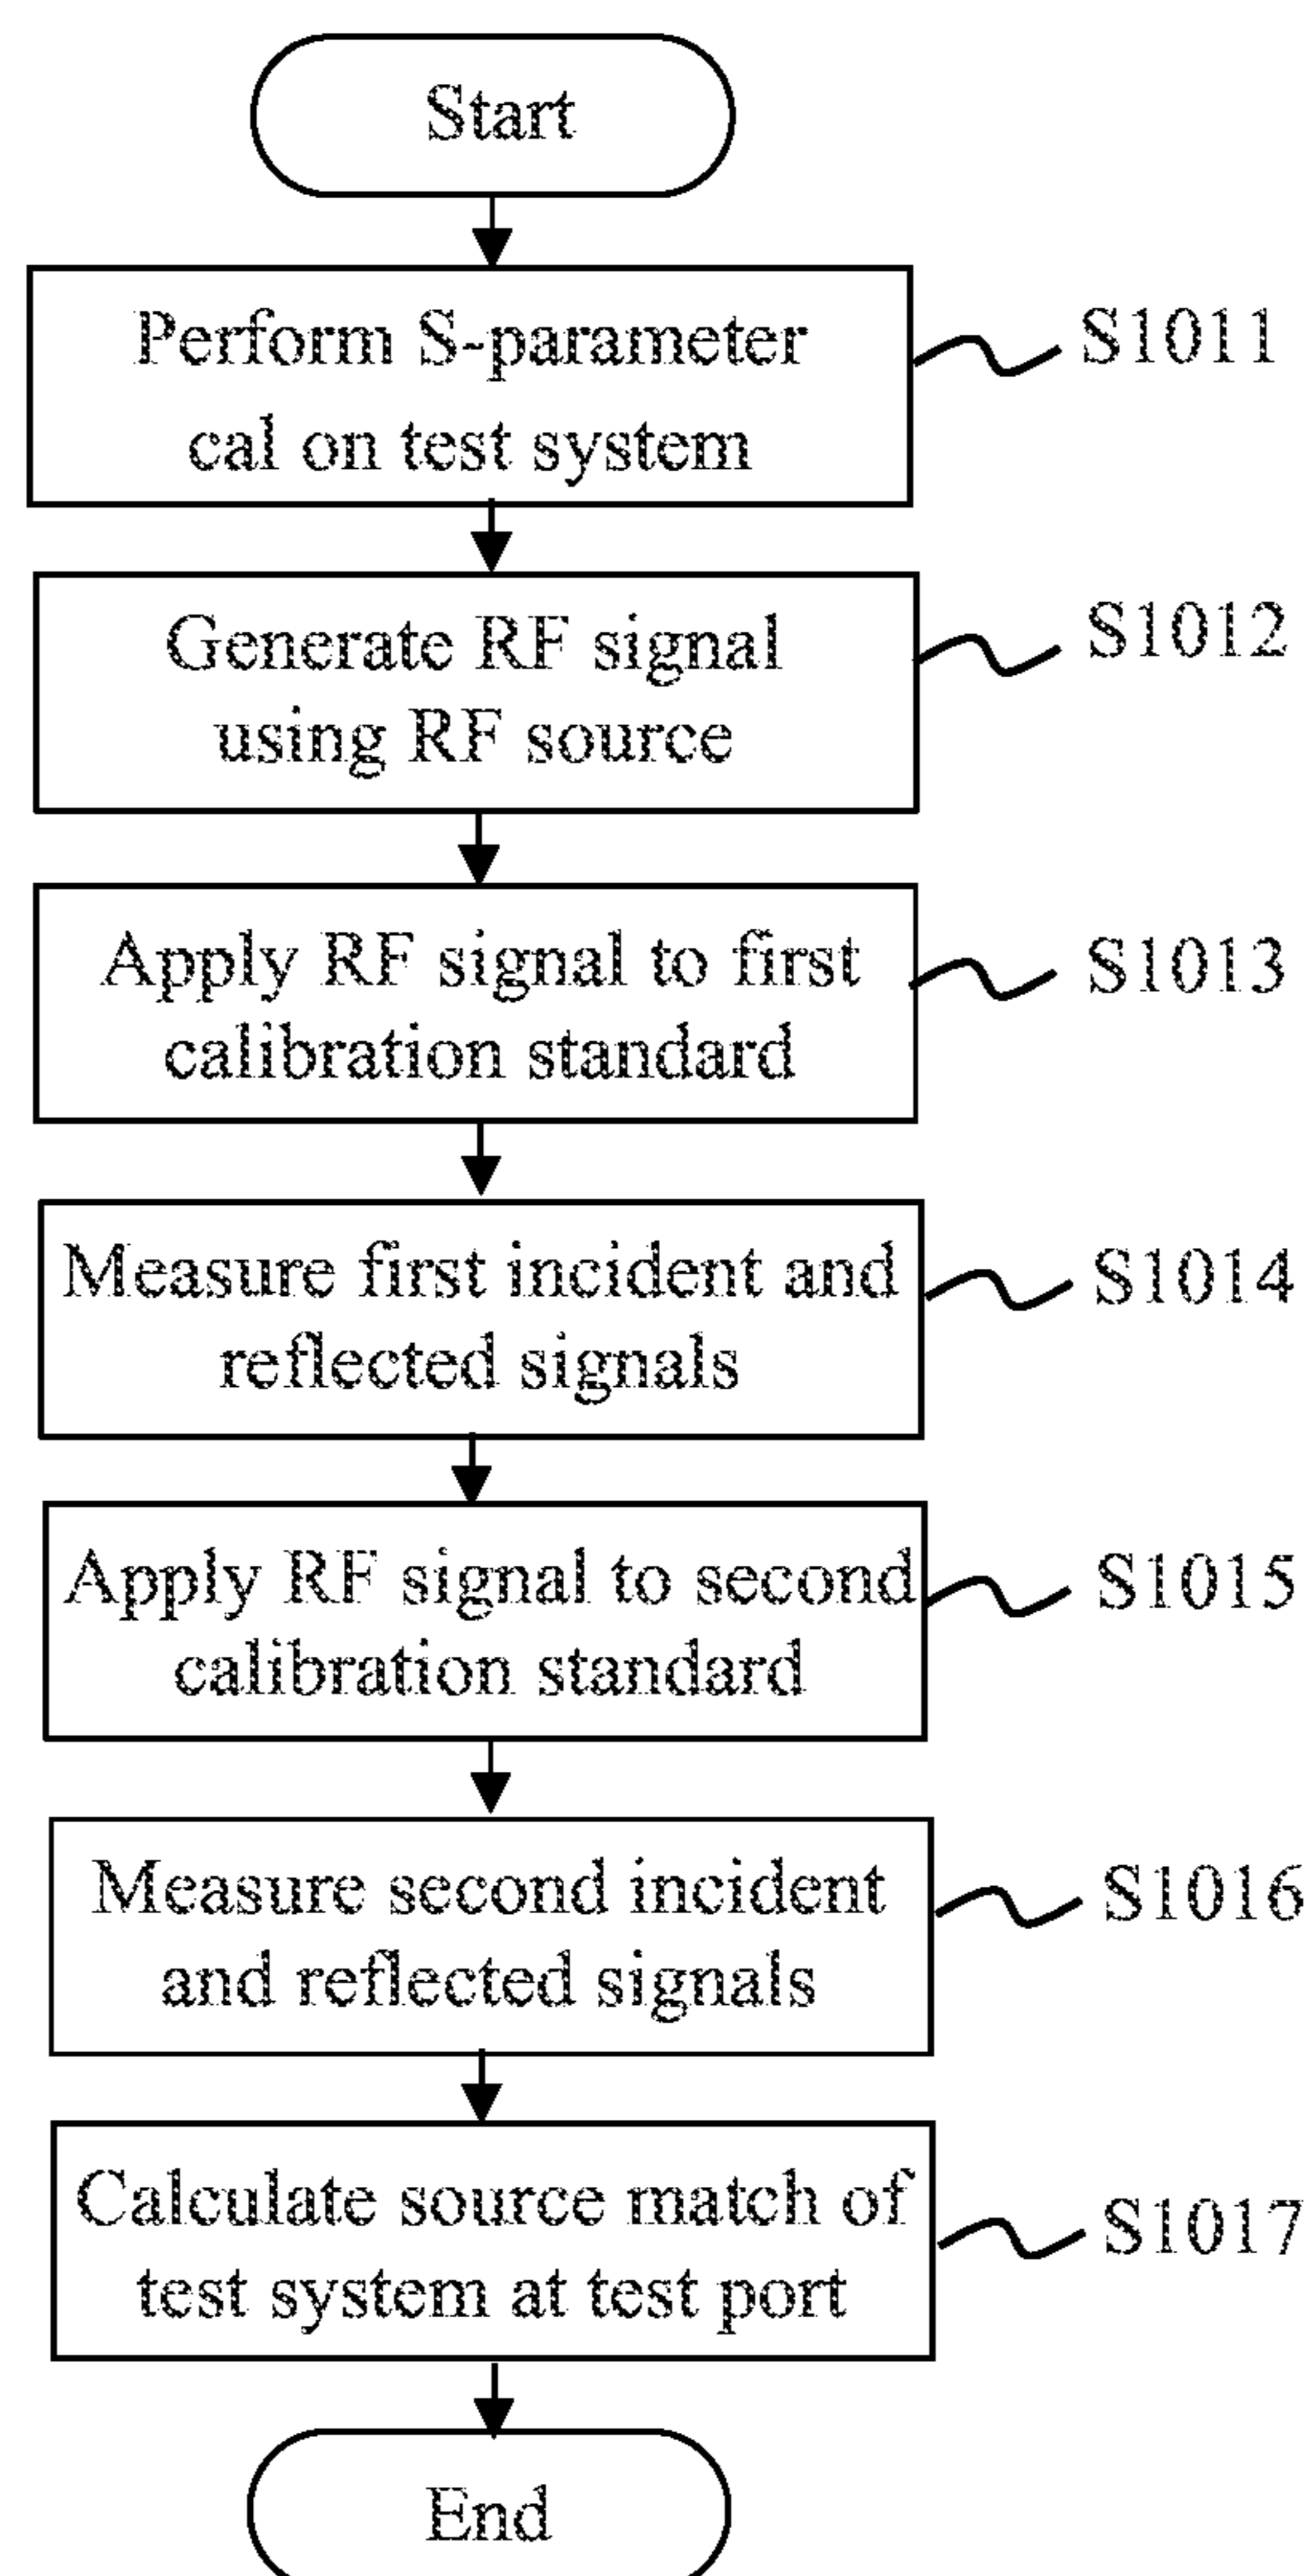 Start
Perform S-parameter
cal on test system
S1011
Generate RF signal
using RF source
S1012
Apply RF signal to first
calibration standard
S1013
Measure first incident and
reflected signals
S1014
Apply RF signal to second
calibration standard
S1015
Measure second incident
and reflected signals
S1016
Calculate source match of
test system at test port
S1017
End